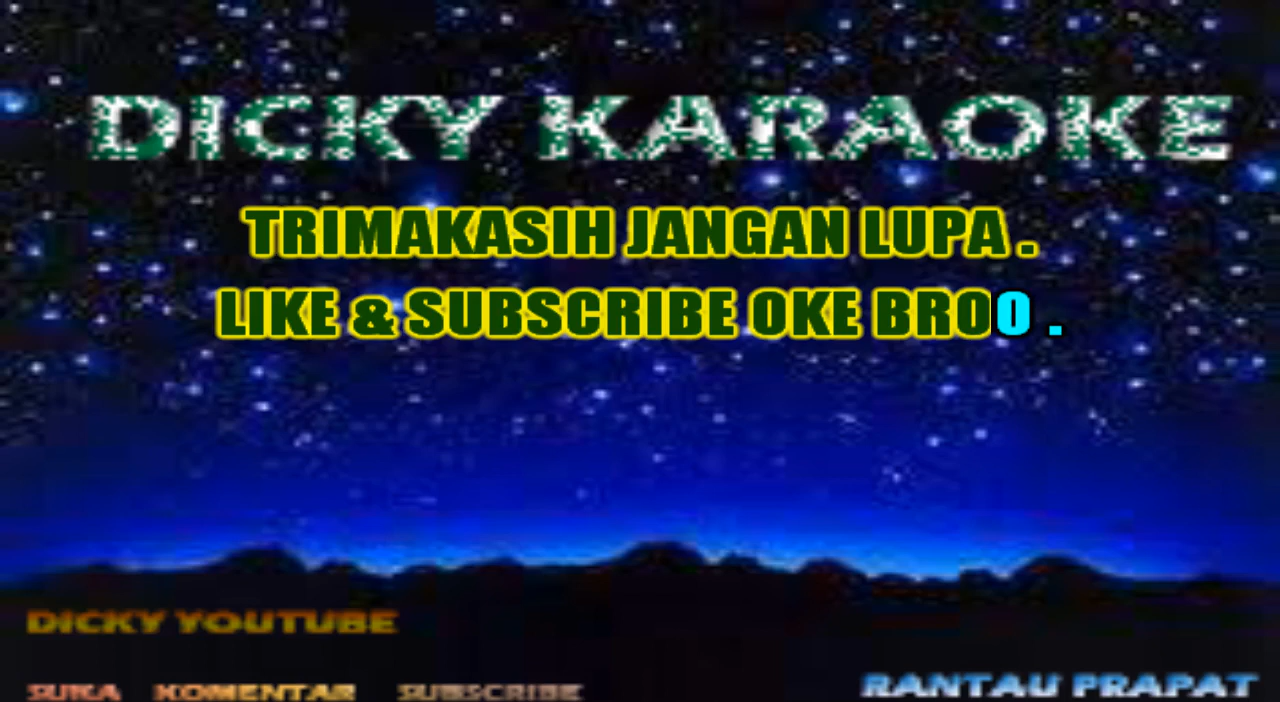 DICKY KARAOKE
TRIMAKASIH JANGAN LUPA .
LIKE & SUBSCRIBE OKE BROO .
DICKY YOUTUBE
SUKA KOMENTAR SUBSCRIBE
RANTAU PRAPAT